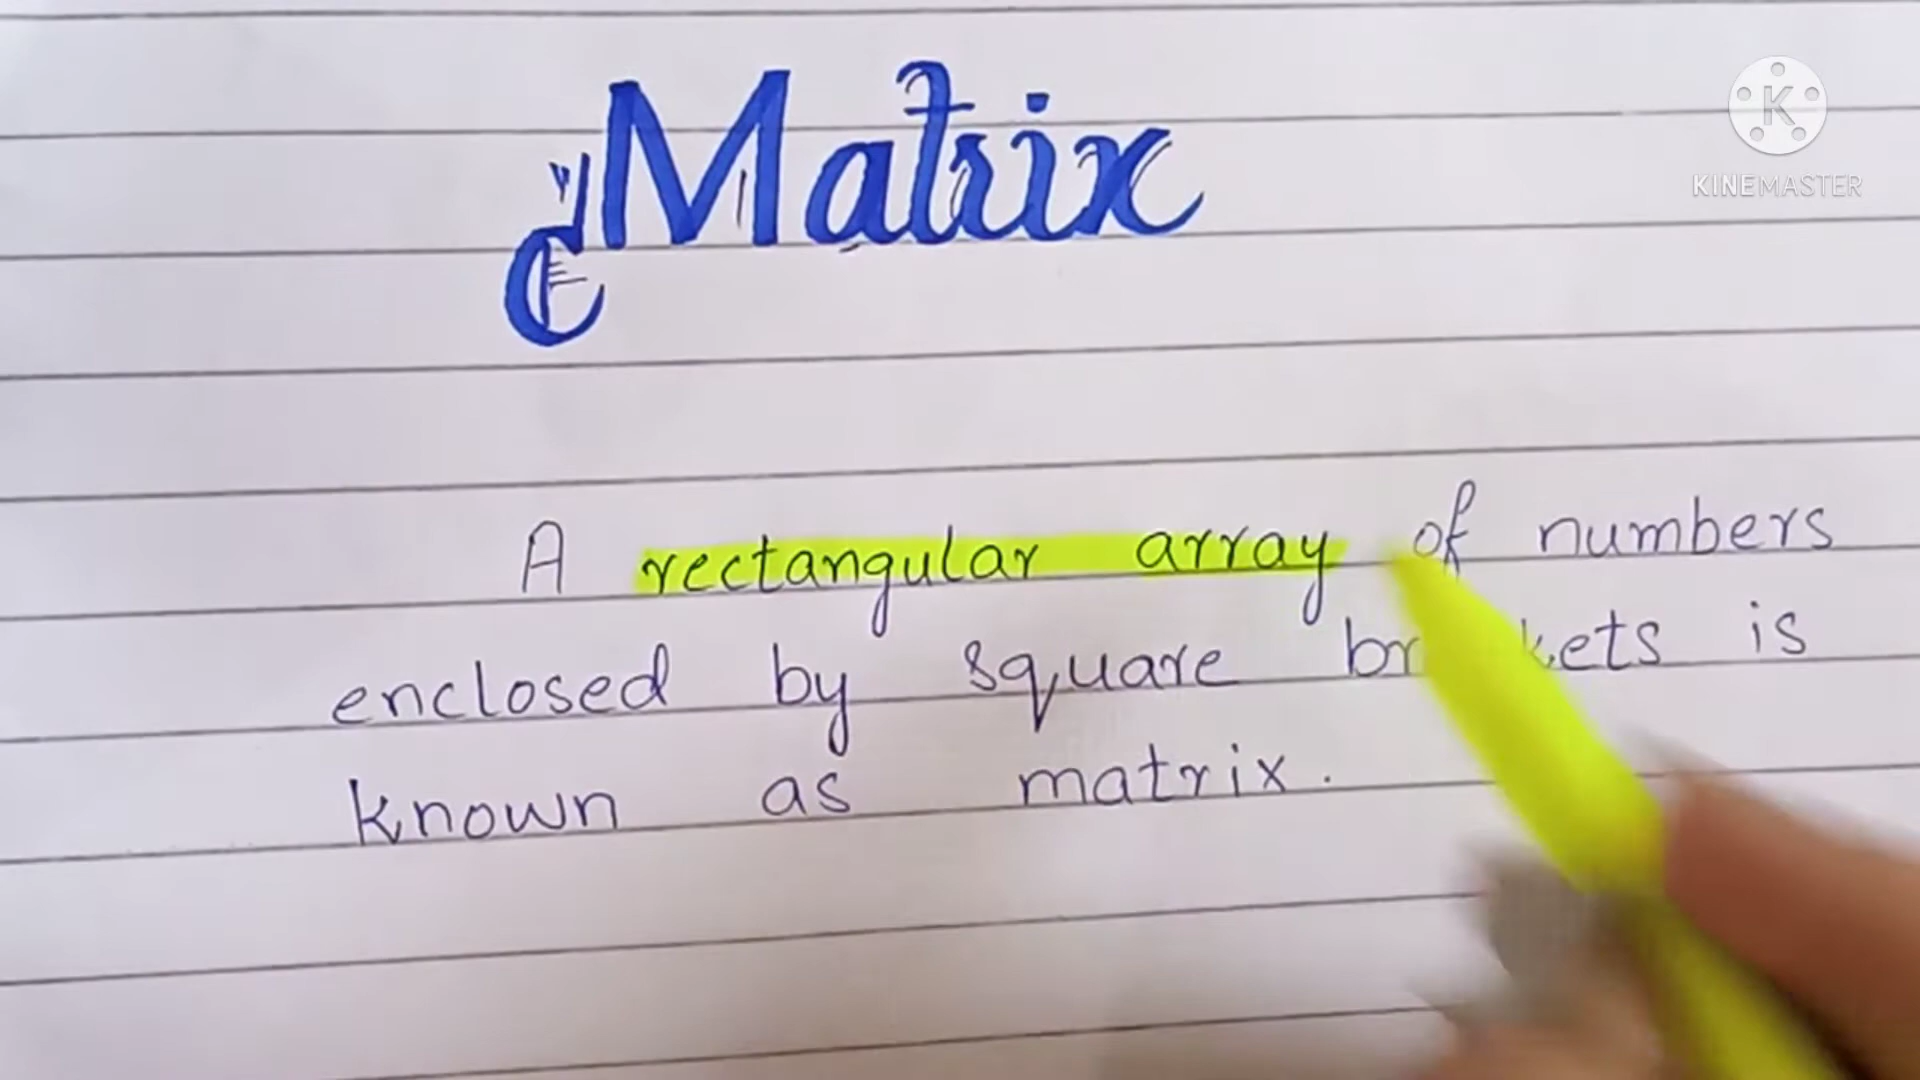 Matrix
KINEMASTER
A rectangular array of numbers
enclosed by square is
known as matrix.